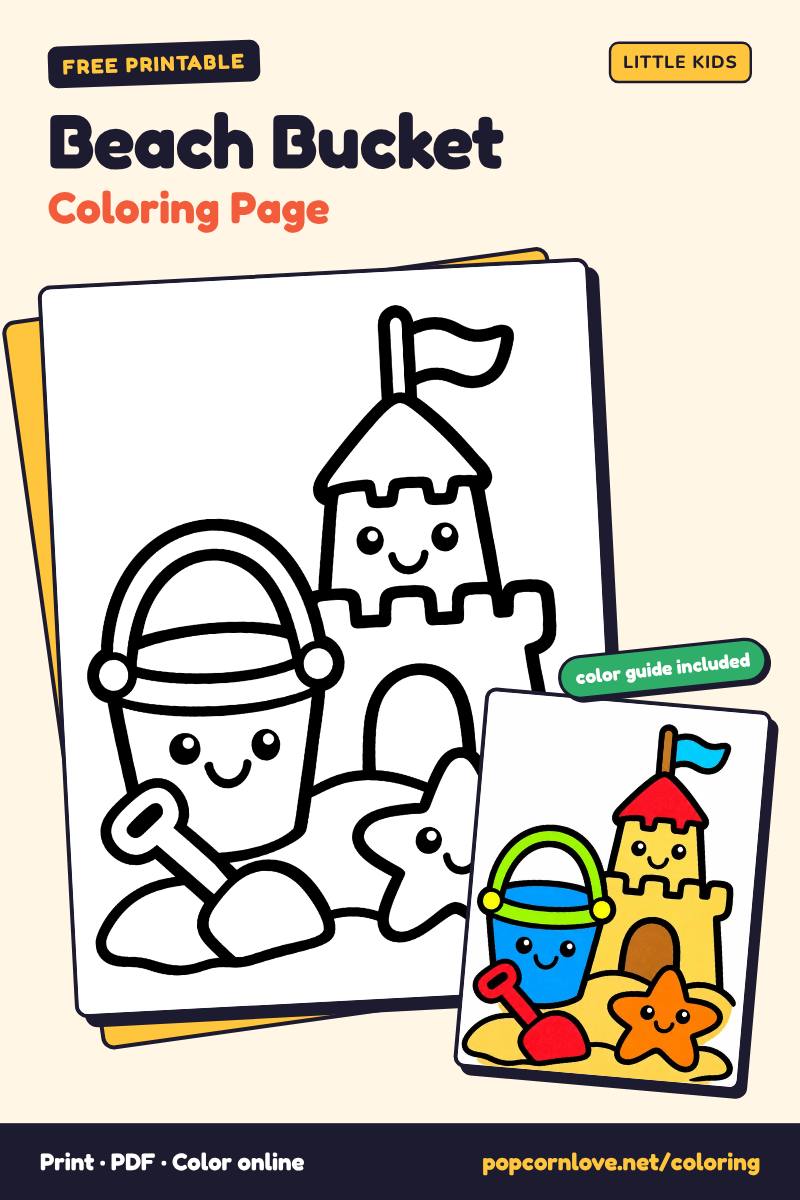 FREE PRINTABLE
LITTLE KIDS
Beach Bucket
Coloring Page
color guide included
Print · PDF · Color online
popcornlove.net/coloring